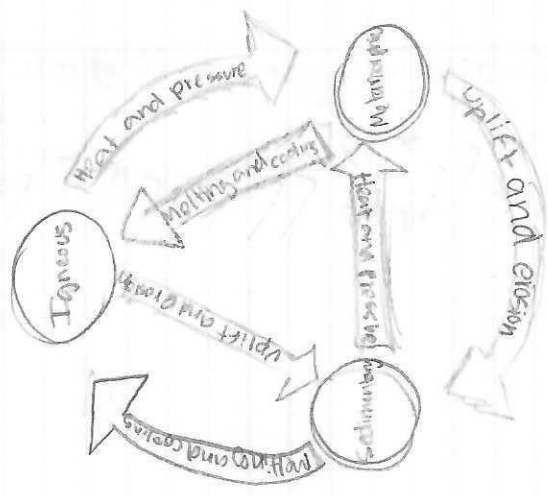 Heat and pressure
Metamorphic
Uplift and erosion
Melting and cooling
Heat and Pressure
Igneous
Uplift and erosion
Sedimentary
Melting and cooling